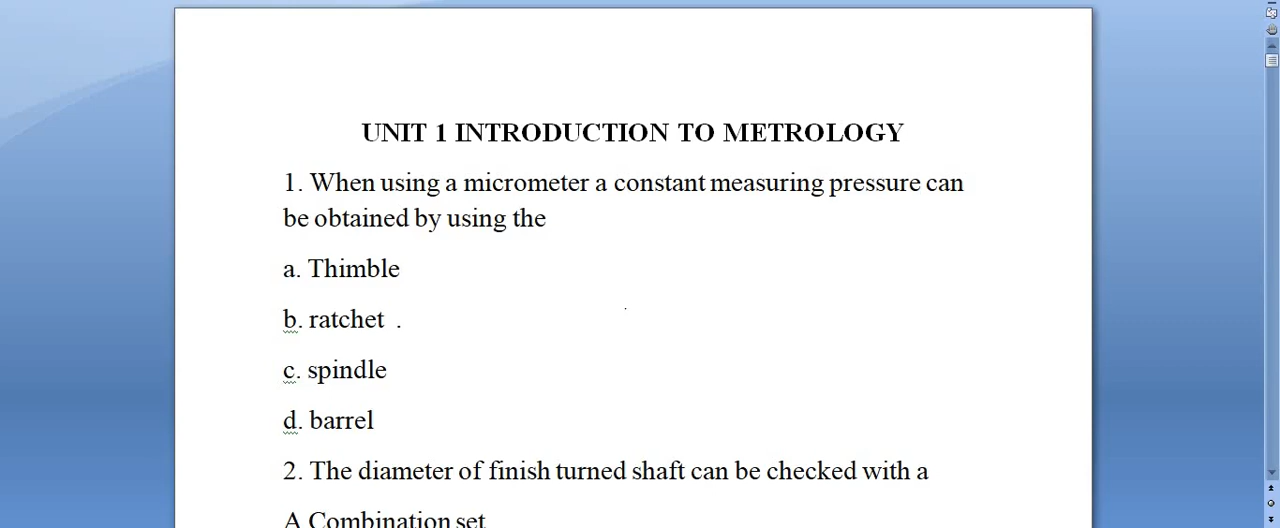 UNIT 1 INTRODUCTION TO METROLOGY
1. When using a micrometer a constant measuring pressure can
be obtained by using the
a. Thimble
b. ratchet .
c. spindle
d. barrel
2. The diameter of finish turned shaft can be checked with a
A Combination set